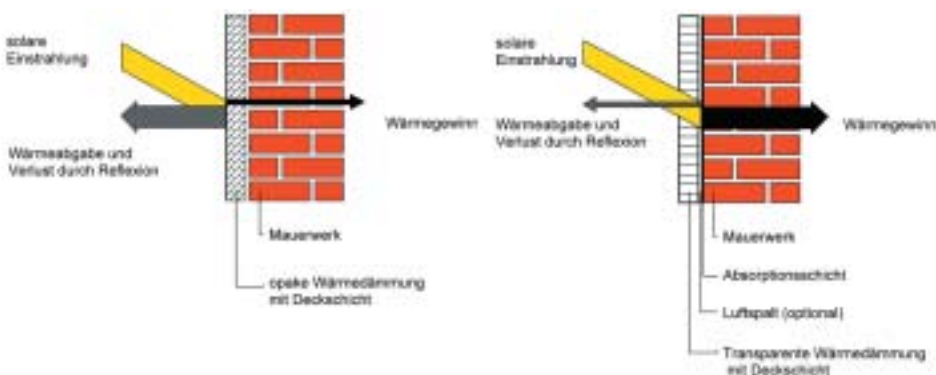 solare
Einstrahlung
Wärmegewinn
Wärmeabgabe und
Verlust durch Reflexion
Mauerwerk
opake Wärmedämmung
mit Deckschicht
solare
Einstrahlung
Wärmeabgabe und
Verlust durch Reflexion
Wärmegewinn
Mauerwerk
Absorptionsschicht
Luftspalt (optional)
Transparente Wärmedämmung
mit Deckschicht